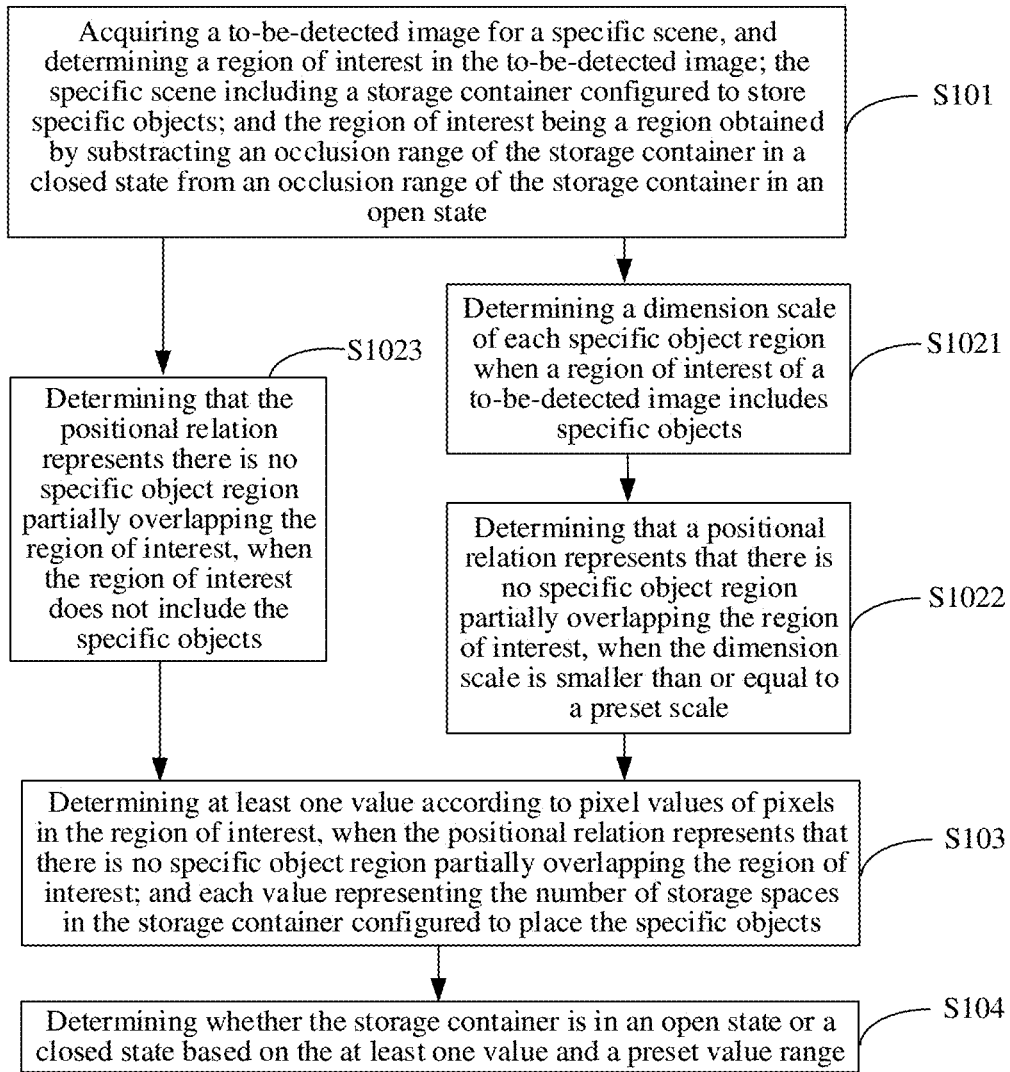 Acquiring a to-be-detected image for a specific scene, and
determining a region of interest in the to-be-detected image; the
specific scene including a storage container configured to store
specific objects; and the region of interest being a region obtained
by substracting an occlusion range of the storage container in a
closed state from an occlusion range of the storage container in an
open state
S101
Determining a dimension scale
of each specific object region
when a region of interest of a
to-be-detected image includes
specific objects
S1021
S1023
Determining that the
positional relation
represents there is no
specific object region
partially overlapping the
region of interest, when
the region of interest
does not include the
specific objects
Determining that a positional
relation represents that there is
no specific object region
partially overlapping the region
of interest, when the dimension
scale is smaller than or equal to
a preset scale
S1022
Determining at least one value according to pixel values of pixels
in the region of interest, when the positional relation represents that
there is no specific object region partially overlapping the region of
interest; and each value representing the number of storage spaces
in the storage container configured to place the specific objects
S103
Determining whether the storage container is in an open state or a
closed state based on the at least one value and a preset value range
S104